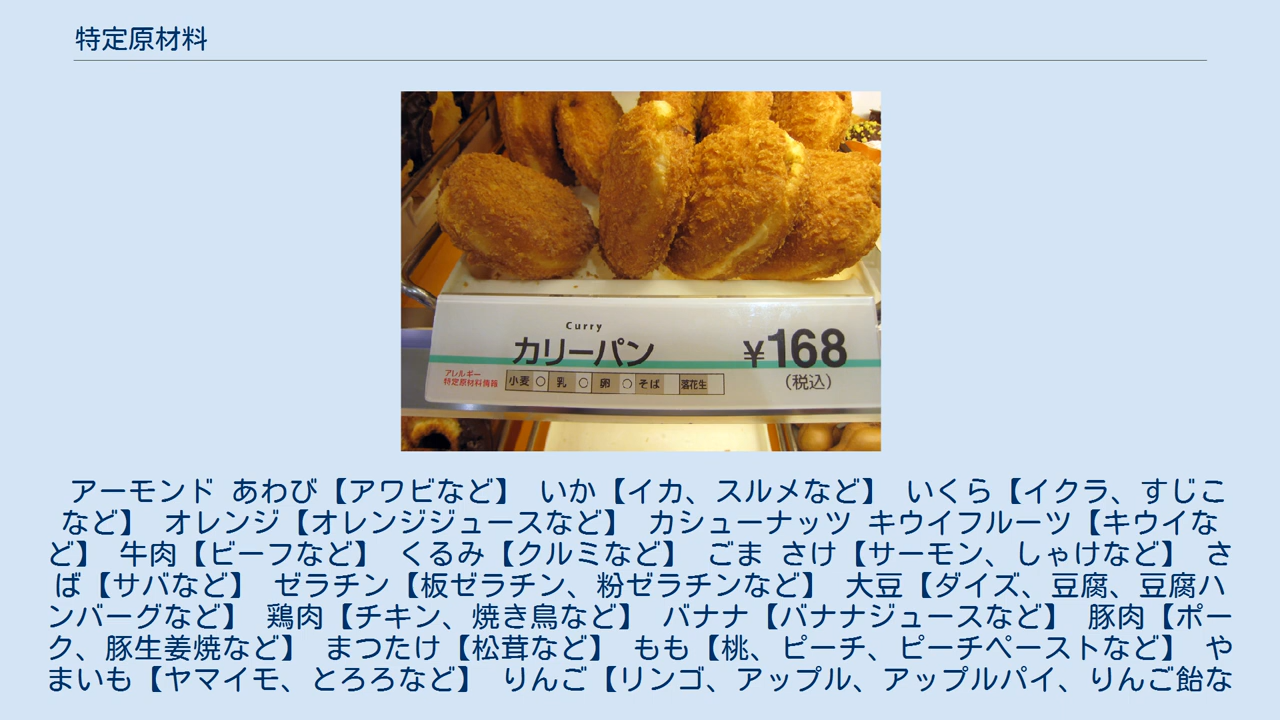 特定原材料
Curry
カリーパン
¥168
(税込)
アレルギー
特定原材料情報
小麦 ○ 乳 ○ 卵 ○ そば 落花生
アーモンド あわび【アワビなど】 いか【イカ、スルメなど】 いくら【イクラ、すじこ
など】 オレンジ【オレンジジュースなど】 カシューナッツ キウイフルーツ【キウイな
ど】 牛肉【ビーフなど】 くるみ【クルミなど】 ごま さけ【サーモン、しゃけなど】 さ
ば【サバなど】 ゼラチン【板ゼラチン、粉ゼラチンなど】 大豆【ダイズ、豆腐、豆腐ハ
ンバーグなど】 鶏肉【チキン、焼き鳥など】 バナナ【バナナジュースなど】 豚肉【ポー
ク、豚生姜焼など】 まつたけ【松茸など】 もも【桃、ピーチ、ピーチペーストなど】 や
まいも【ヤマイモ、とろろなど】 りんご【リンゴ、アップル、アップルパイ、りんご飴な